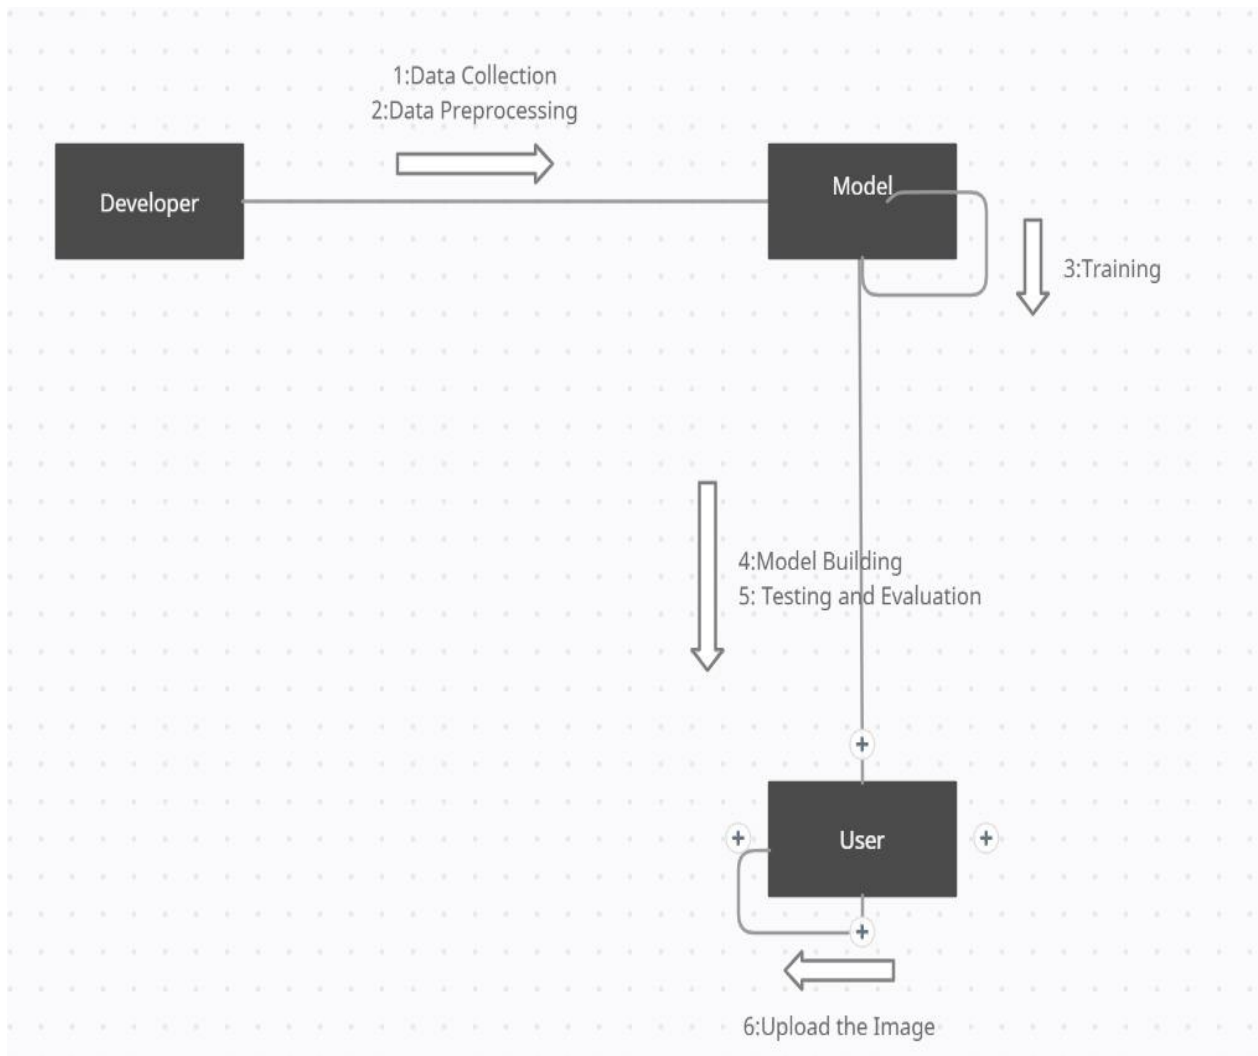 1:Data Collection
2:Data Preprocessing
Developer
Model
3:Training
4:Model Building
5: Testing and Evaluation
User
6:Upload the Image